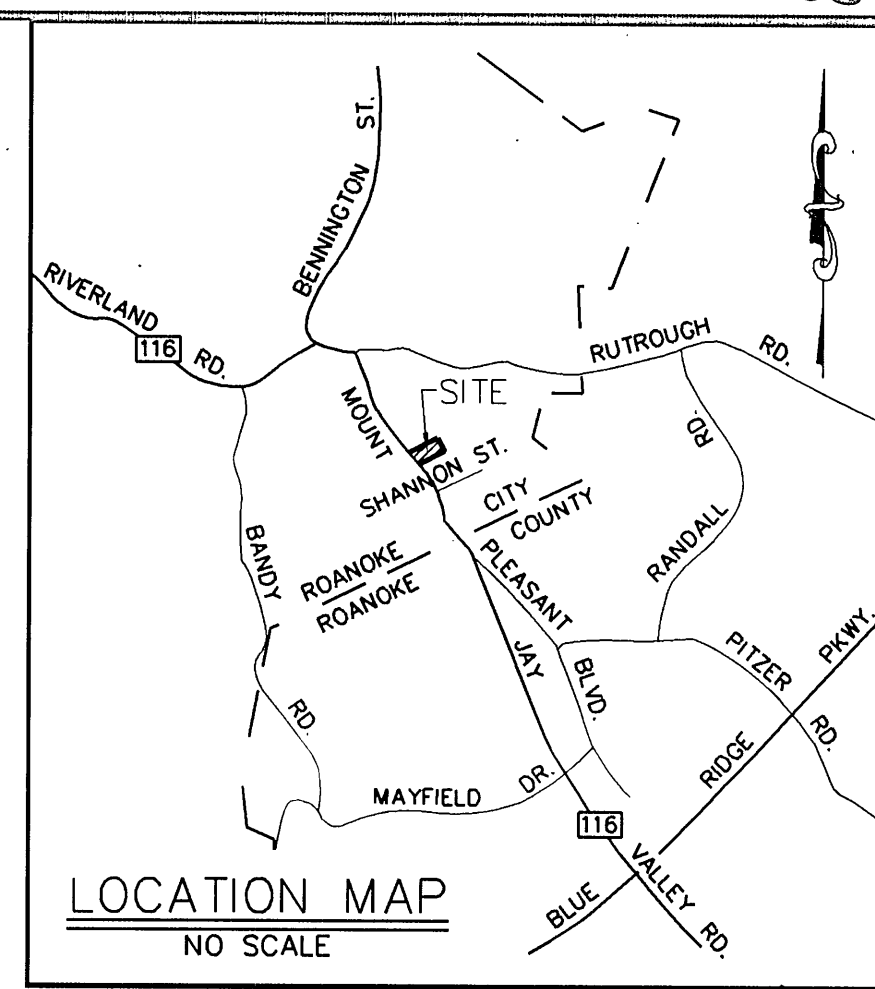 BENNINGTON ST.
RIVERLAND RD.
116
RUTROUGH RD.
MOUNT
SITE
SHANNON ST.
RD.
RANDALL
CITY
COUNTY
BANDY
ROANOKE
ROANOKE
PLEASANT
BLVD.
JAY
PITZER
RD.
PKWY.
RIDGE
BLUE
RD.
MAYFIELD DR.
116
VALLEY
RD.
LOCATION MAP
NO SCALE